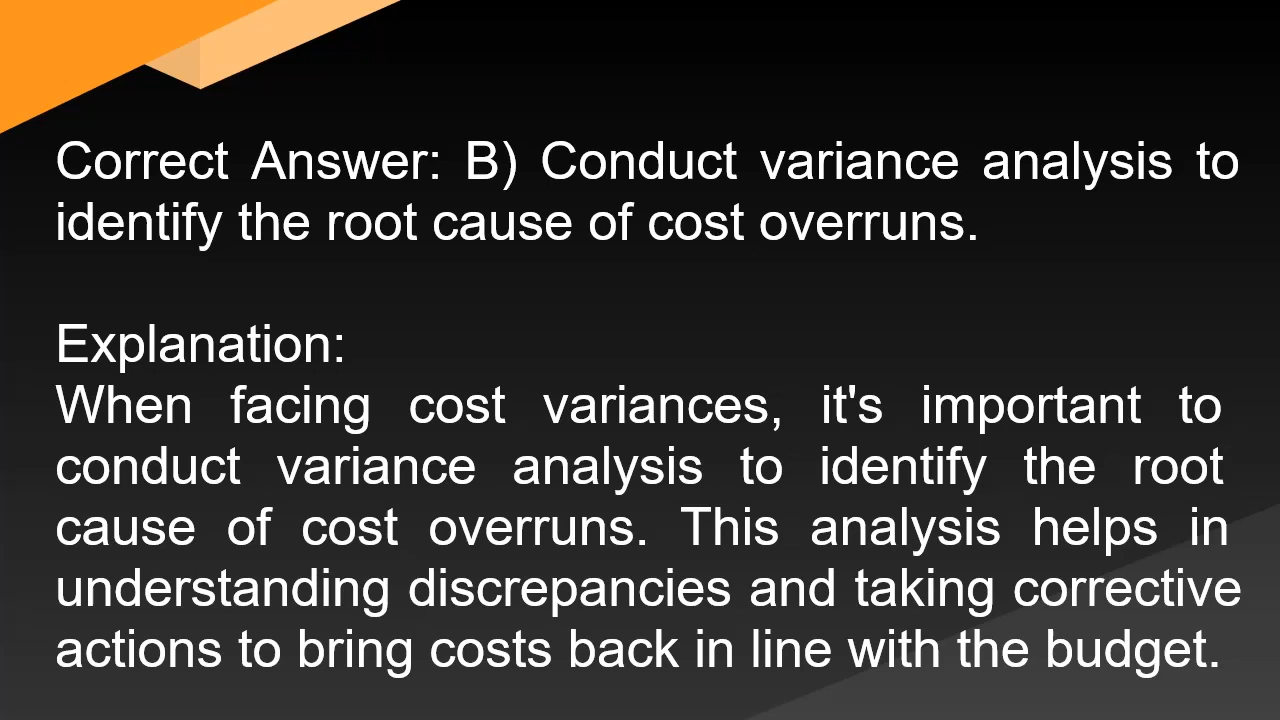 Correct Answer: B) Conduct variance analysis to
identify the root cause of cost overruns.
Explanation:
When facing cost variances, it's important to
conduct variance analysis to identify the root
cause of cost overruns. This analysis helps in
understanding discrepancies and taking corrective
actions to bring costs back in line with the budget.